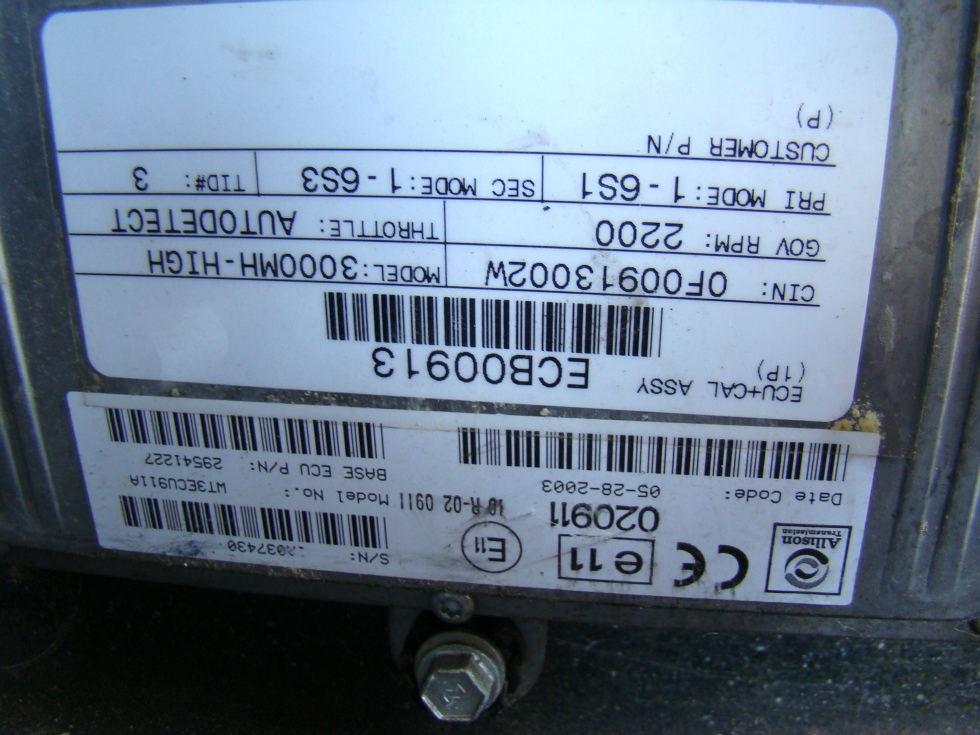 Allison
Transmission
e 11
020911
E11
10 R-02 0911
S/N:
Date Code: 05-28-2003
Model No.: WT3ECU911A
BASE ECU P/N: 29541227
ECU+CAL ASSY
(1P)
ECB00913
CIN: 0F00913002W MODEL:3000MH-HIGH
GOV RPM: 2200 THROTTLE: AUTODETECT
PRI MODE:1-6S1 SEC MODE:1-6S3 TID#: 3
CUSTOMER P/N
(P)